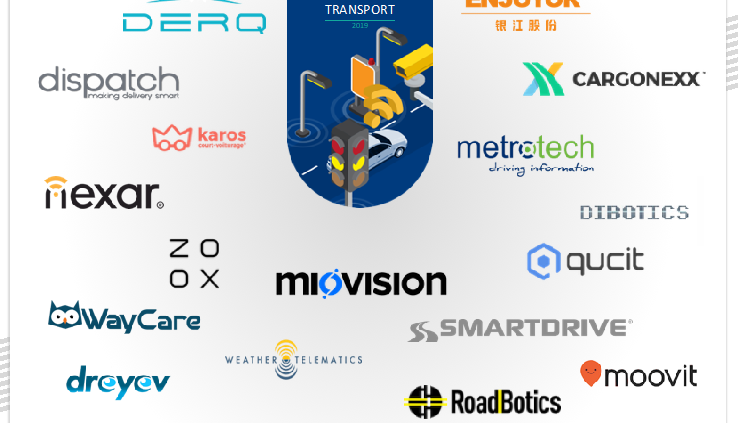 TRANSPORT
2019
DERQ
ENJOYOR
银江股份
dispatch
making delivery smart
CARGONEXX
karos
court-voiturage
metrotech
driving information
nexar
DIBOTICS
ZO
OX
qucit
miovision
WayCare
SMARTDRIVE
WEATHER TELEMATICS
dreyev
moovit
RoadBotics